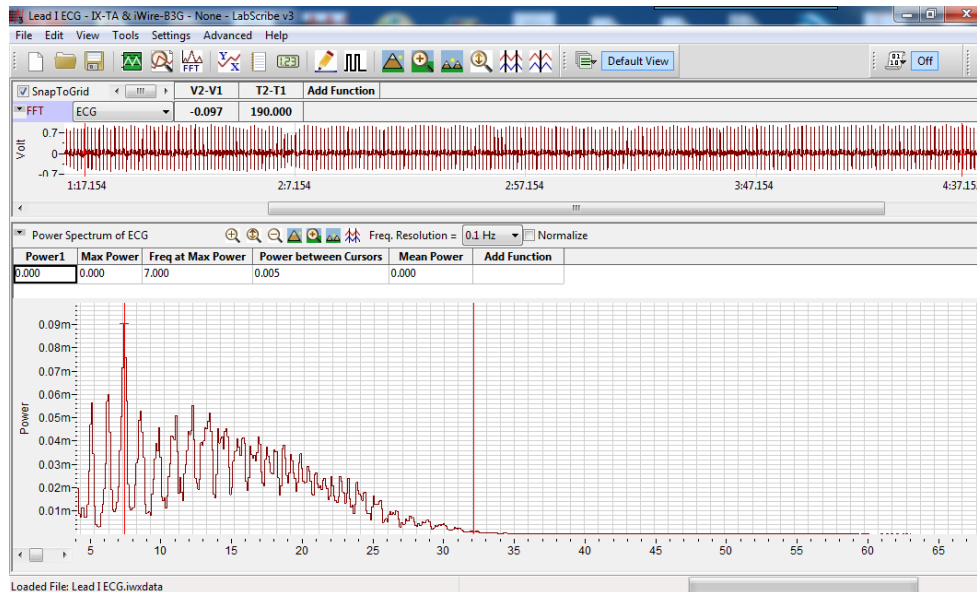 Lead I ECG - IX-TA & iWire-B3G - None - LabScribe v3
File Edit View Tools Settings Advanced Help
FFT Y X 123 Default View Off
SnapToGrid V2-V1 T2-T1 Add Function
FFT ECG -0.097 190.000
Volt
0.7
0
-0.7
1:17.154 2:7.154 2:57.154 3:47.154 4:37.15
Power Spectrum of ECG Freq. Resolution = 0.1 Hz Normalize
Power1 Max Power Freq at Max Power Power between Cursors Mean Power Add Function
0.000 0.000 7.000 0.005 0.000
Power
0.09m
0.08m
0.07m
0.06m
0.05m
0.04m
0.03m
0.02m
0.01m
5 10 15 20 25 30 35 40 45 50 55 60 65
Loaded File: Lead I ECG.iwxdata